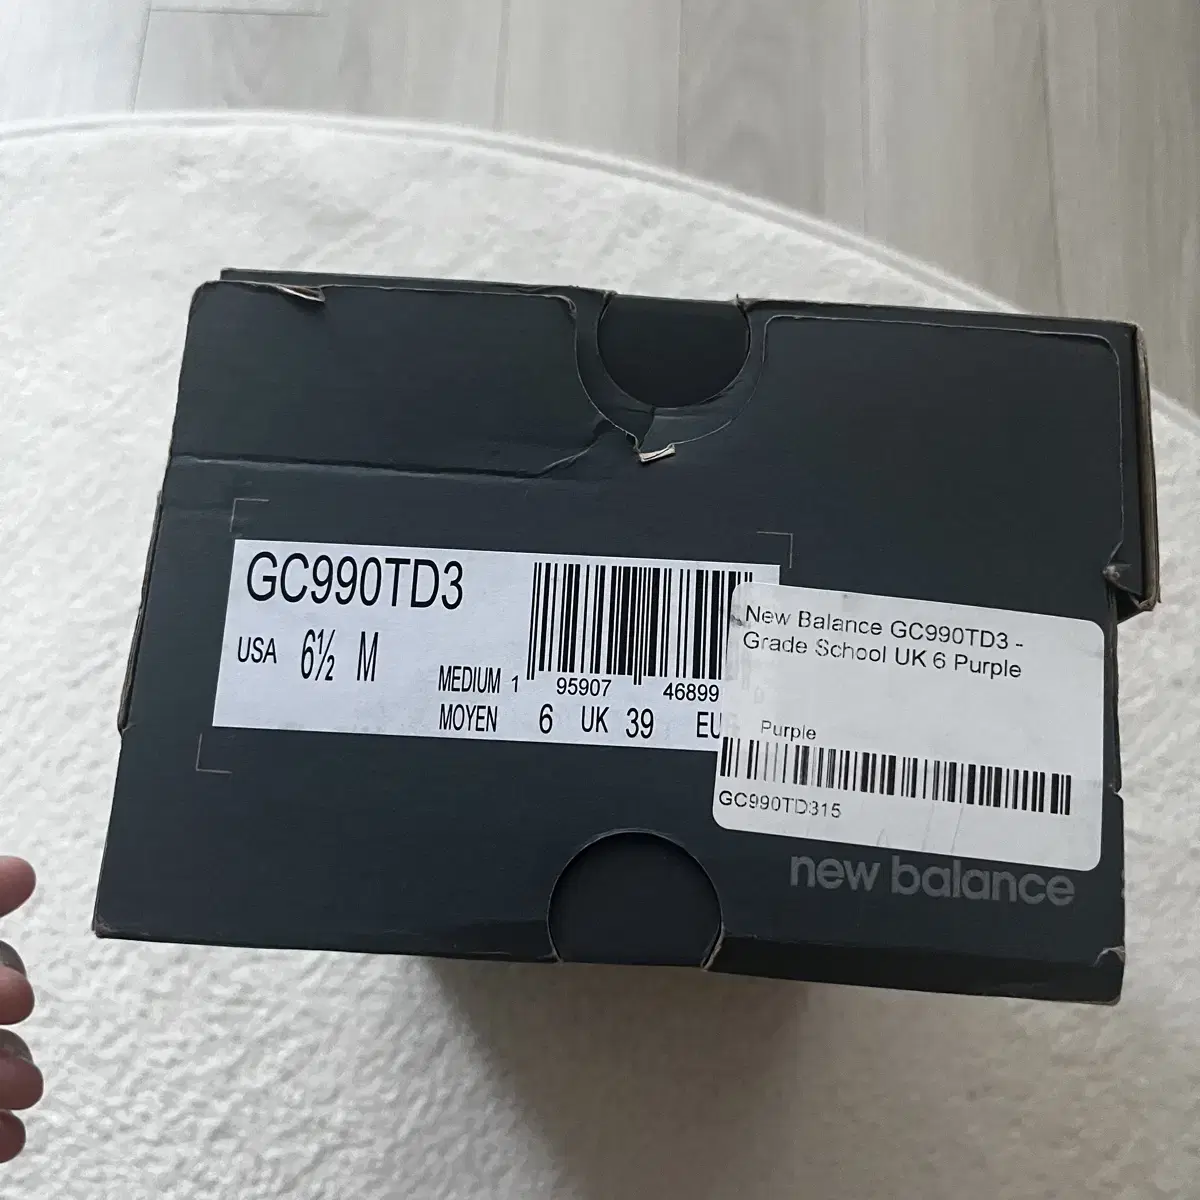 GC990TD3
USA 6½ M
MEDIUM 1 95907 46899
MOYEN 6 UK 39 EU
New Balance GC990TD3 -
Grade School UK 6 Purple
Purple
GC990TD315
new balance